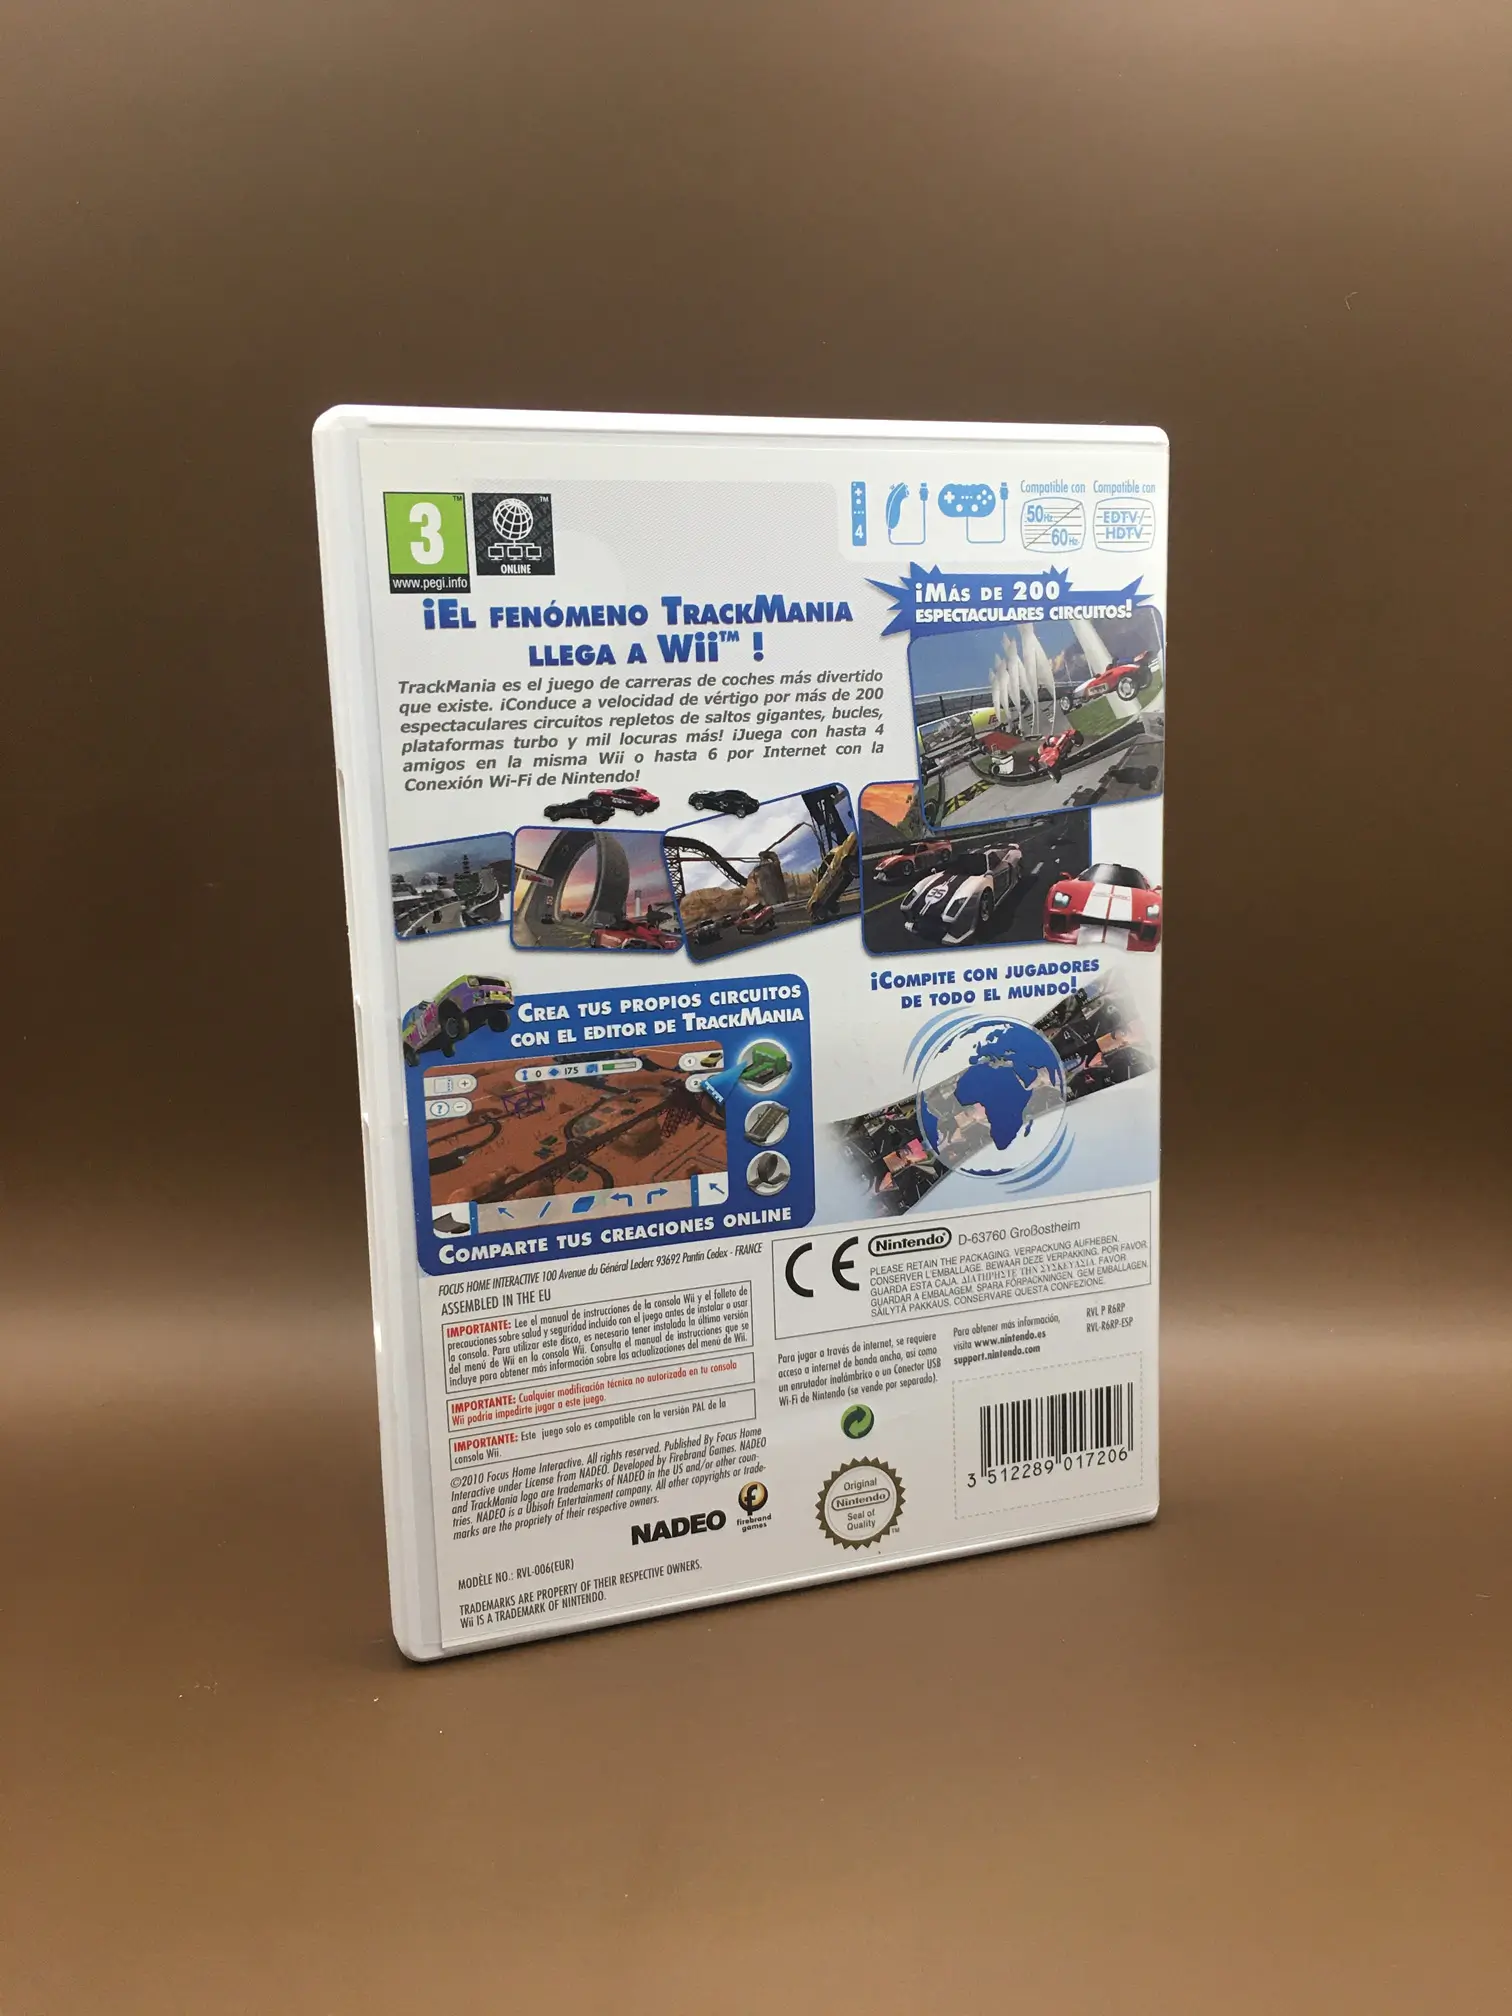 3
www.pegi.info
ONLINE
4
Compatible con
50Hz
60Hz
Compatible con
EDTV/
HDTV
¡El fenómeno TrackMania
llega a Wii™ !
TrackMania es el juego de carreras de coches más divertido
que existe. ¡Conduce a velocidad de vértigo por más de 200
espectaculares circuitos repletos de saltos gigantes, bucles,
plataformas turbo y mil locuras más! ¡Juega con hasta 4
amigos en la misma Wii o hasta 6 por Internet con la
Conexión Wi-Fi de Nintendo!
¡Más de 200
espectaculares circuitos!
Crea tus propios circuitos
con el editor de TrackMania
0 175
1
2
Comparte tus creaciones online
¡Compite con jugadores
de todo el mundo!
FOCUS HOME INTERACTIVE 100 Avenue du Général Leclerc 93692 Pantin Cedex - FRANCE
ASSEMBLED IN THE EU
IMPORTANTE: Lee el manual de instrucciones de la consola Wii y el folleto de
precauciones sobre salud y seguridad incluido con el juego antes de instalar o usar
la consola. Para utilizar este disco, es necesario tener instalada la última versión
del menú de Wii en la consola Wii. Consulta el manual de instrucciones que se
incluye para obtener más información sobre las actualizaciones del menú de Wii.
IMPORTANTE: Cualquier modificación técnica no autorizada en tu consola
Wii podría impedirte jugar a este juego.
IMPORTANTE: Este juego solo es compatible con la versión PAL de la
consola Wii.
©2010 Focus Home Interactive. All rights reserved. Published By Focus Home
Interactive under License from NADEO. Developed by Firebrand Games. NADEO
and TrackMania logo are trademarks of NADEO in the US and/or other coun-
tries. NADEO is a Ubisoft Entertainment company. All other copyrights or trade-
marks are the propriety of their respective owners.
NADEO
firebrand
games
MODÈLE NO.: RVL-006(EUR)
TRADEMARKS ARE PROPERTY OF THEIR RESPECTIVE OWNERS.
Wii IS A TRADEMARK OF NINTENDO.
CE
Nintendo
D-63760 Großostheim
PLEASE RETAIN THE PACKAGING. VERPACKUNG AUFHEBEN.
CONSERVER L'EMBALLAGE. BEWAAR DEZE VERPAKKING. POR FAVOR,
GUARDA ESTA CAJA. ΔΙΑΤΗΡΗΣΤΕ ΤΗΝ ΣΥΣΚΕΥΑΣΙΑ. FAVOR
GUARDAR A EMBALAGEM. SPARA FÖRPACKNINGEN. GEM EMBALLAGEN.
SÄILYTÄ PAKKAUS. CONSERVARE QUESTA CONFEZIONE.
Para jugar a través de internet, se requiere
acceso a internet de banda ancha, así como
un enrutador inalámbrico o un Conector USB
Wi-Fi de Nintendo (se vende por separado).
Para obtener más información,
visita www.nintendo.es
support.nintendo.com
RVL P R6RP
RVL-R6RP-ESP
Original
Nintendo
Seal of
Quality
3 512289 017206